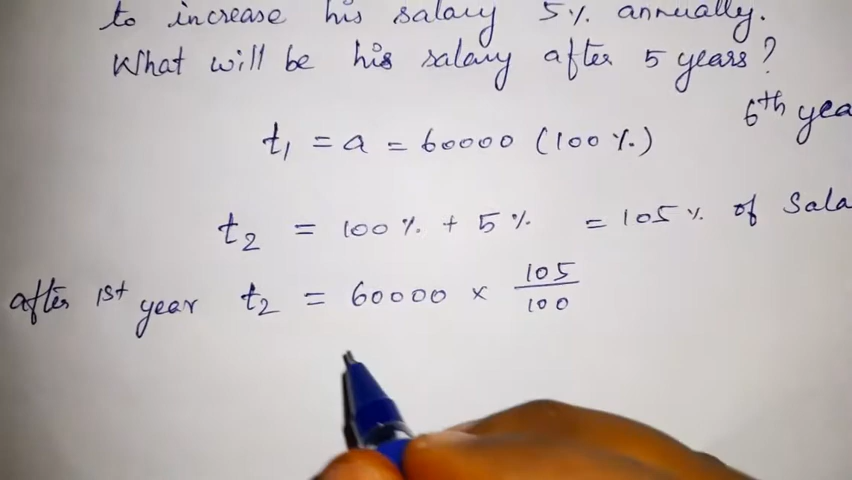 to increase his salary 5% annually.
What will be his salary after 5 years?
6th yea
t₁ = a = 60000 (100%)
t₂ = 100% + 5% = 105% of Sala
after 1st year t₂ = 60000 × 105/100